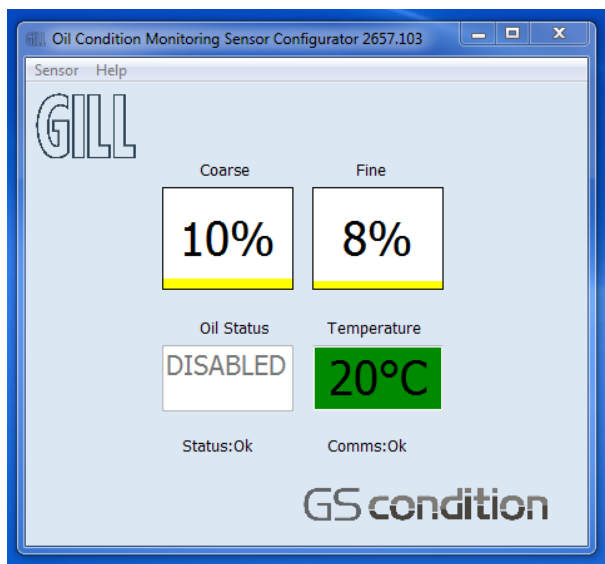 Oil Condition Monitoring Sensor Configurator 2657.103
Sensor Help
GILL
Coarse Fine
10% 8%
Oil Status Temperature
DISABLED 20°C
Status:Ok Comms:Ok
GS condition